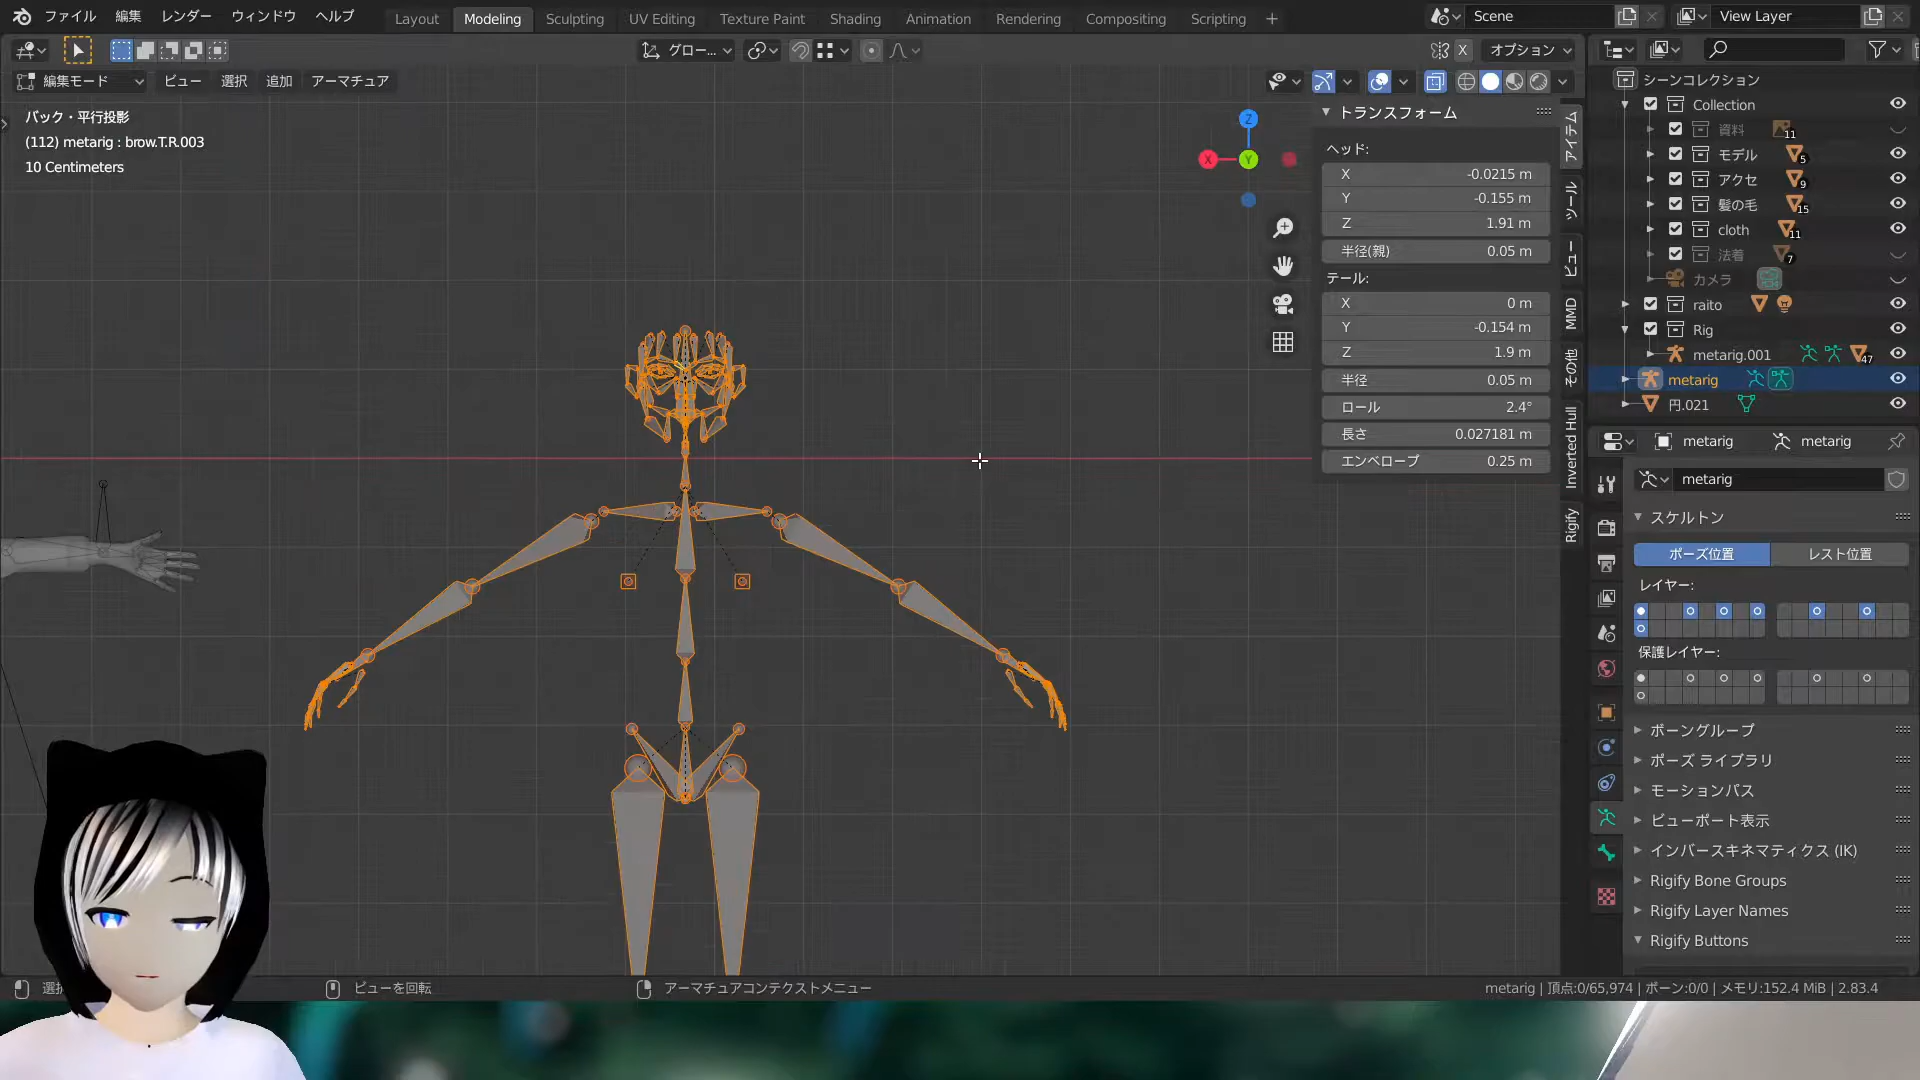 ファイル 編集 レンダー ウィンドウ ヘルプ Layout Modeling Sculpting UV Editing Texture Paint Shading Animation Rendering Compositing Scripting + Scene View Layer
グロー... X オプション
編集モード ビュー 選択 追加 アーマチュア
バック・平行投影
(112) metarig : brow.T.R.003
10 Centimeters
Z
X
Y
トランスフォーム
ヘッド:
X -0.0215 m
Y -0.155 m
Z 1.91 m
半径(親) 0.05 m
テール:
X 0 m
Y -0.154 m
Z 1.9 m
半径 0.05 m
ロール 2.4°
長さ 0.027181 m
エンベロープ 0.25 m
アイテム
ツール
ビュー
MMD
その他
Inverted Hull
Rigify
シーンコレクション
Collection
資料 11
モデル 5
アクセ 9
髪の毛 15
cloth 11
法着 7
カメラ
raito
Rig
metarig.001 47
metarig
円.021
metarig metarig
metarig
スケルトン
ポーズ位置 レスト位置
レイヤー:
保護レイヤー:
ボーングループ
ポーズ ライブラリ
モーションパス
ビューポート表示
インバースキネマティクス (IK)
Rigify Bone Groups
Rigify Layer Names
Rigify Buttons
選択 ビューを回転 アーマチュアコンテクストメニュー metarig | 頂点:0/65,974 | ボーン:0/0 | メモリ:152.4 MiB | 2.83.4